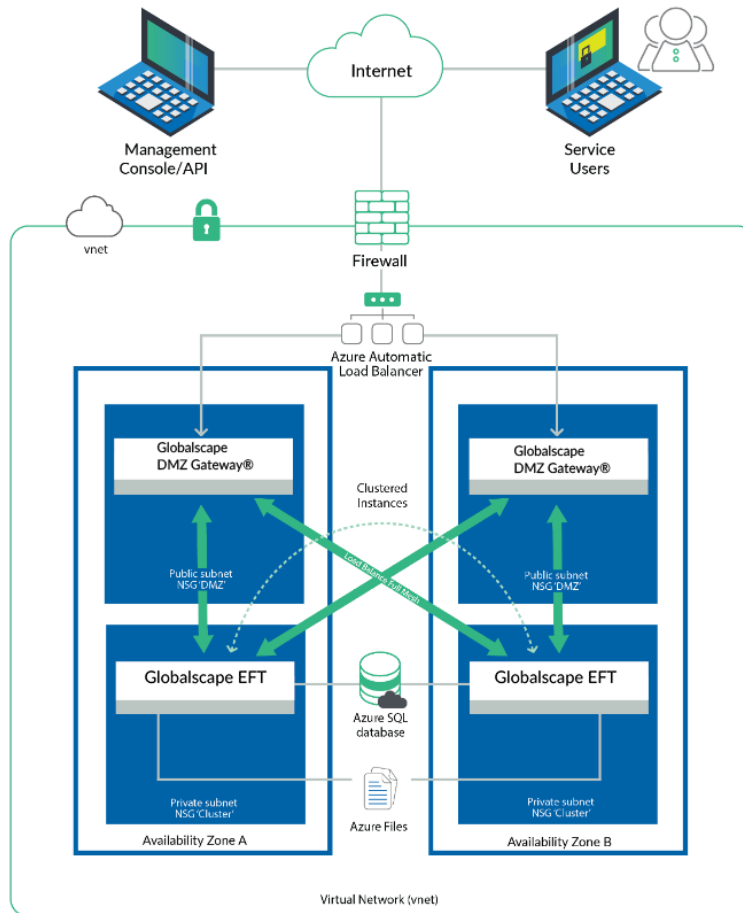 Internet
Management
Console/API
Service
Users
vnet
Firewall
Azure Automatic
Load Balancer
Globalscape
DMZ Gateway®
Globalscape
DMZ Gateway®
Clustered
Instances
Load Balance Full Mesh
Public subnet
NSG 'DMZ'
Public subnet
NSG 'DMZ'
Globalscape EFT
Globalscape EFT
Azure SQL
database
Azure Files
Private subnet
NSG 'Cluster'
Private subnet
NSG 'Cluster'
Availability Zone A
Availability Zone B
Virtual Network (vnet)